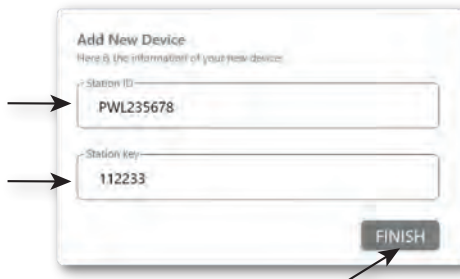 Add New Device
Here is the information of your new device
Station ID
PWL235678
Station key
112233
FINISH